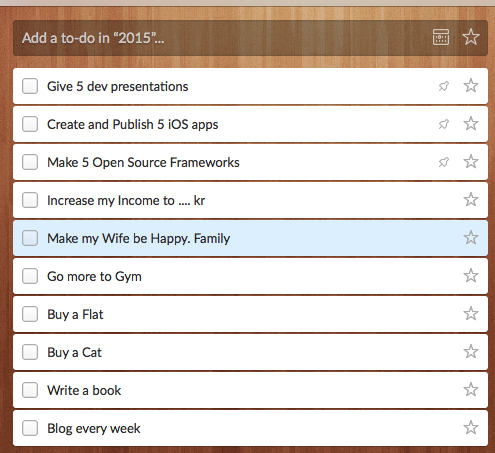 Add a to-do in “2015”...
Give 5 dev presentations
Create and Publish 5 iOS apps
Make 5 Open Source Frameworks
Increase my Income to .... kr
Make my Wife be Happy. Family
Go more to Gym
Buy a Flat
Buy a Cat
Write a book
Blog every week